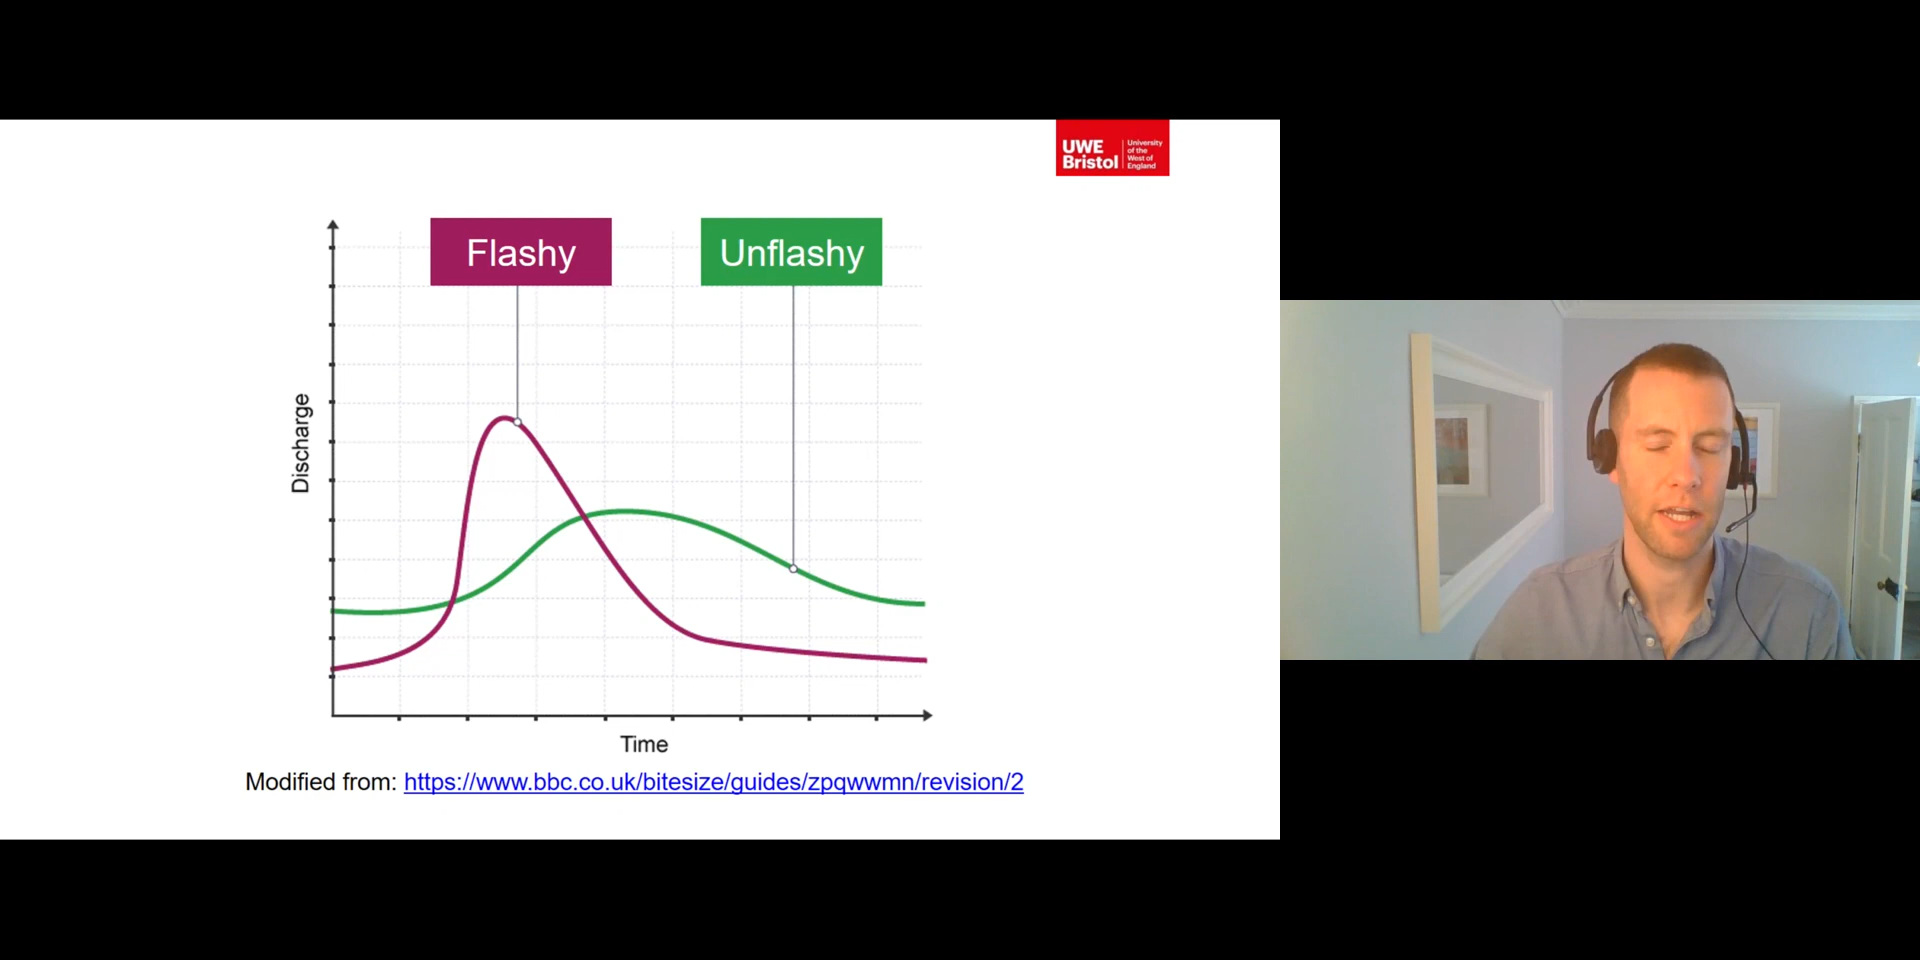 UWE
Bristol
University
of the
West of
England
Flashy
Unflashy
Discharge
Time
Modified from: https://www.bbc.co.uk/bitesize/guides/zpqwwmn/revision/2